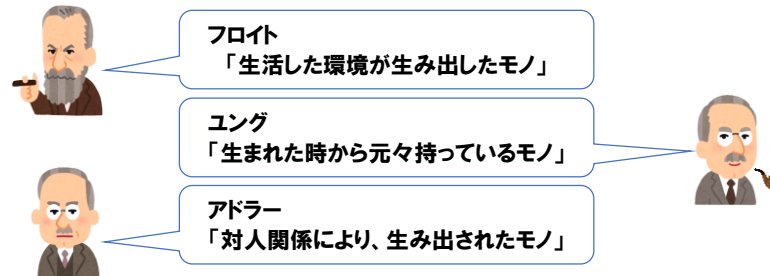 フロイト
「生活した環境が生み出したモノ」
ユング
「生まれた時から元々持っているモノ」
アドラー
「対人関係により、生み出されたモノ」